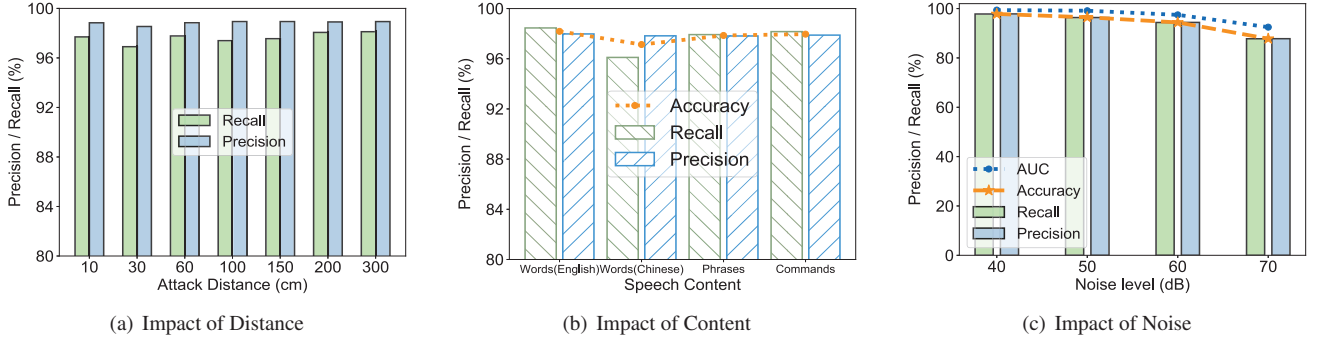 100
96
92
88
84
80
Precision / Recall (%)
Recall
Precision
10 30 60 100 150 200 300
Attack Distance (cm)
(a) Impact of Distance
100
96
92
88
84
80
Precision / Recall (%)
Accuracy
Recall
Precision
Words(English) Words(Chinese) Phrases Commands
Speech Content
(b) Impact of Content
100
80
60
40
20
0
Precision / Recall (%)
AUC
Accuracy
Recall
Precision
40 50 60 70
Noise level (dB)
(c) Impact of Noise